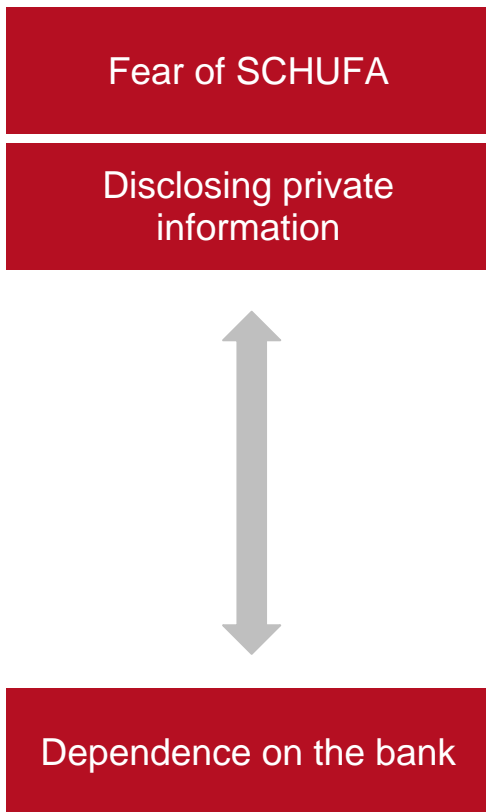 Fear of SCHUFA
Disclosing private
information
Dependence on the bank